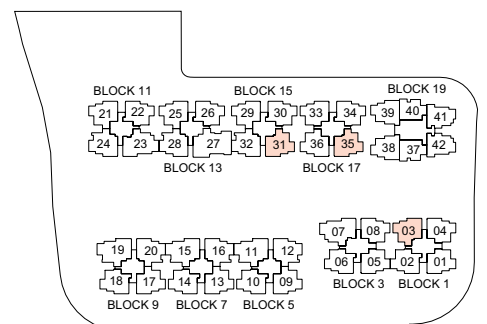 BLOCK 11 BLOCK 15 BLOCK 19
21 22 25 26 29 30 33 34 39 40 41
24 23 28 27 32 31 36 35 38 37 42
BLOCK 13 BLOCK 17
07 08 03 04
06 05 02 01
BLOCK 3 BLOCK 1
19 20 15 16 11 12
18 17 14 13 10 09
BLOCK 9 BLOCK 7 BLOCK 5